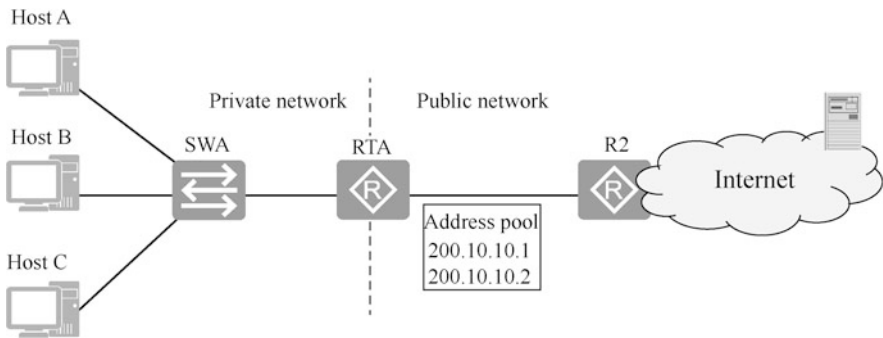 Host A
Private network
Public network
Host B
SWA
RTA
R2
R
R
Internet
Address pool
200.10.10.1
200.10.10.2
Host C